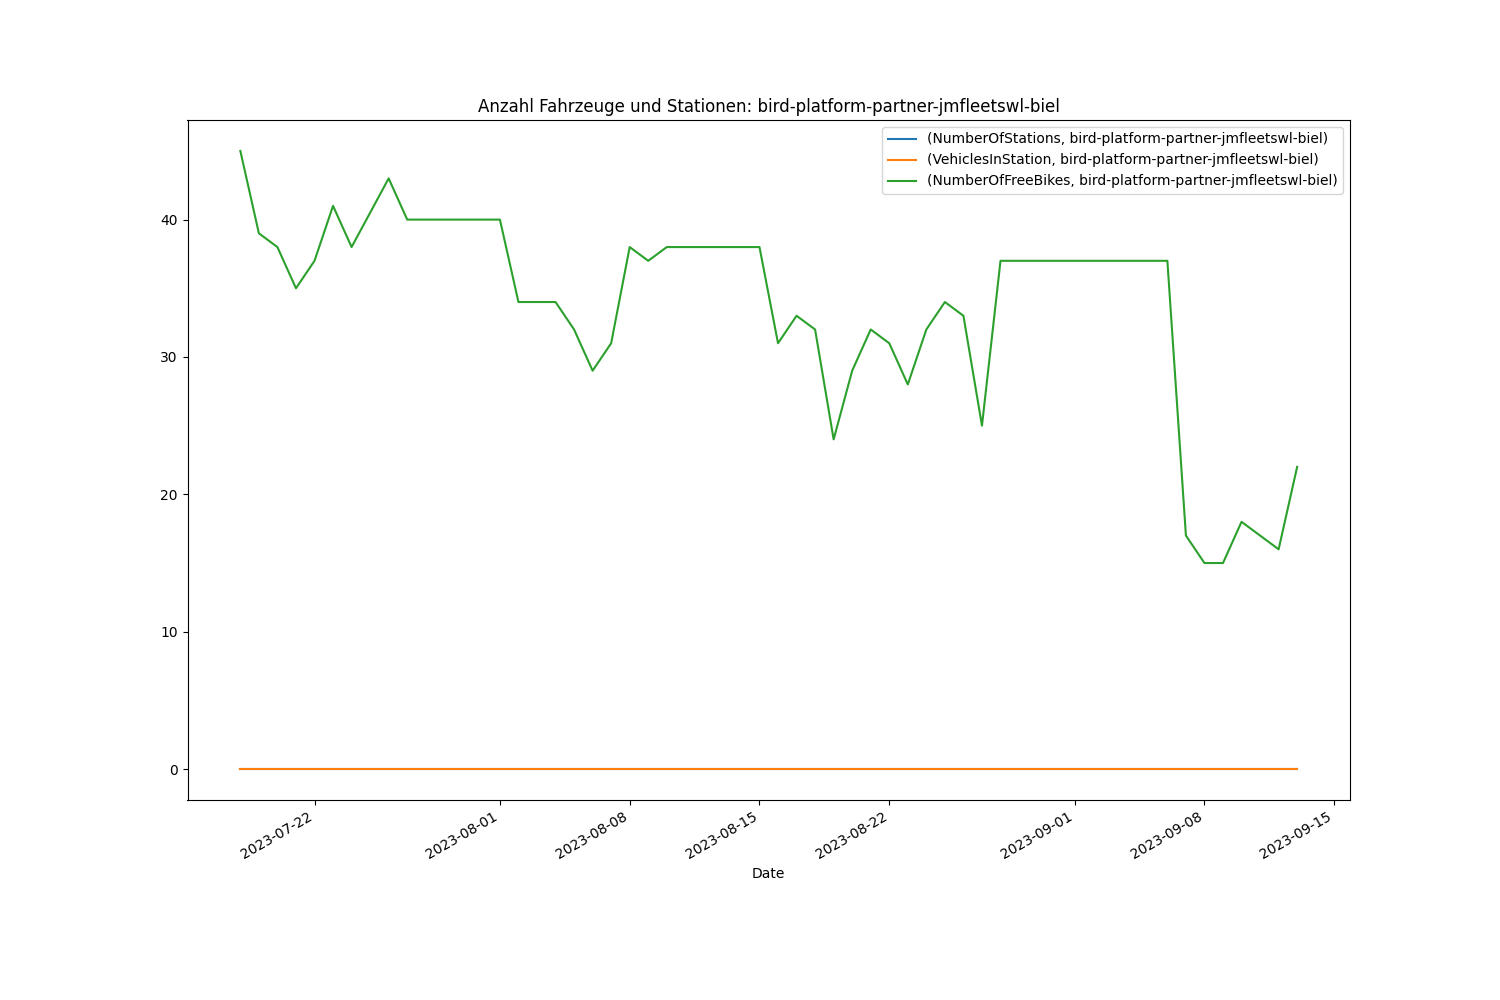 Anzahl Fahrzeuge und Stationen: bird-platform-partner-jmfleetswl-biel
(NumberOfStations, bird-platform-partner-jmfleetswl-biel)
(VehiclesInStation, bird-platform-partner-jmfleetswl-biel)
(NumberOfFreeBikes, bird-platform-partner-jmfleetswl-biel)
40
30
20
10
0
2023-07-22
2023-08-01
2023-08-08
2023-08-15
2023-08-22
2023-09-01
2023-09-08
2023-09-15
Date